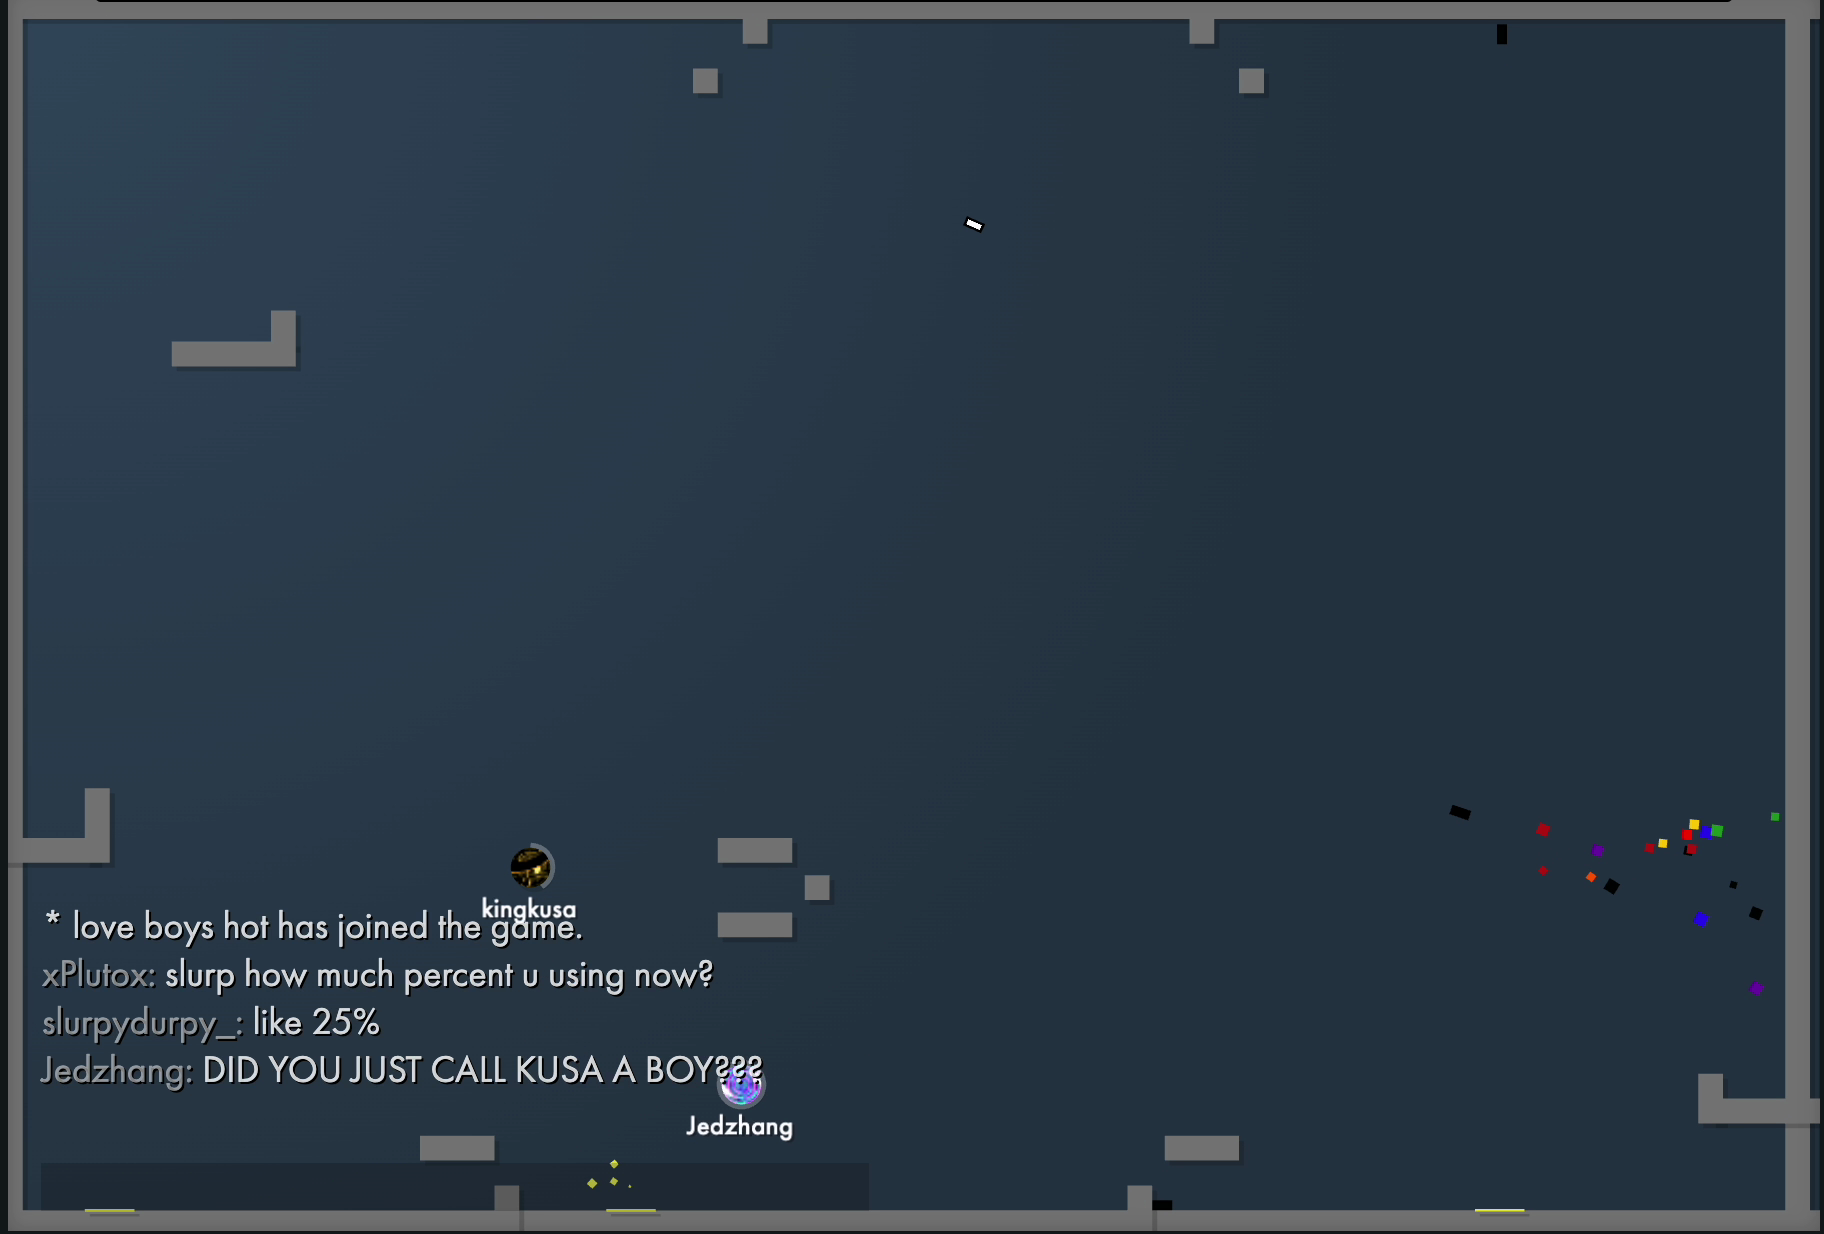 kingkusa
* love boys hot has joined the game.
xPlutox: slurp how much percent u using now?
slurpydurpy_: like 25%
Jedzhang: DID YOU JUST CALL KUSA A BOY???
Jedzhang